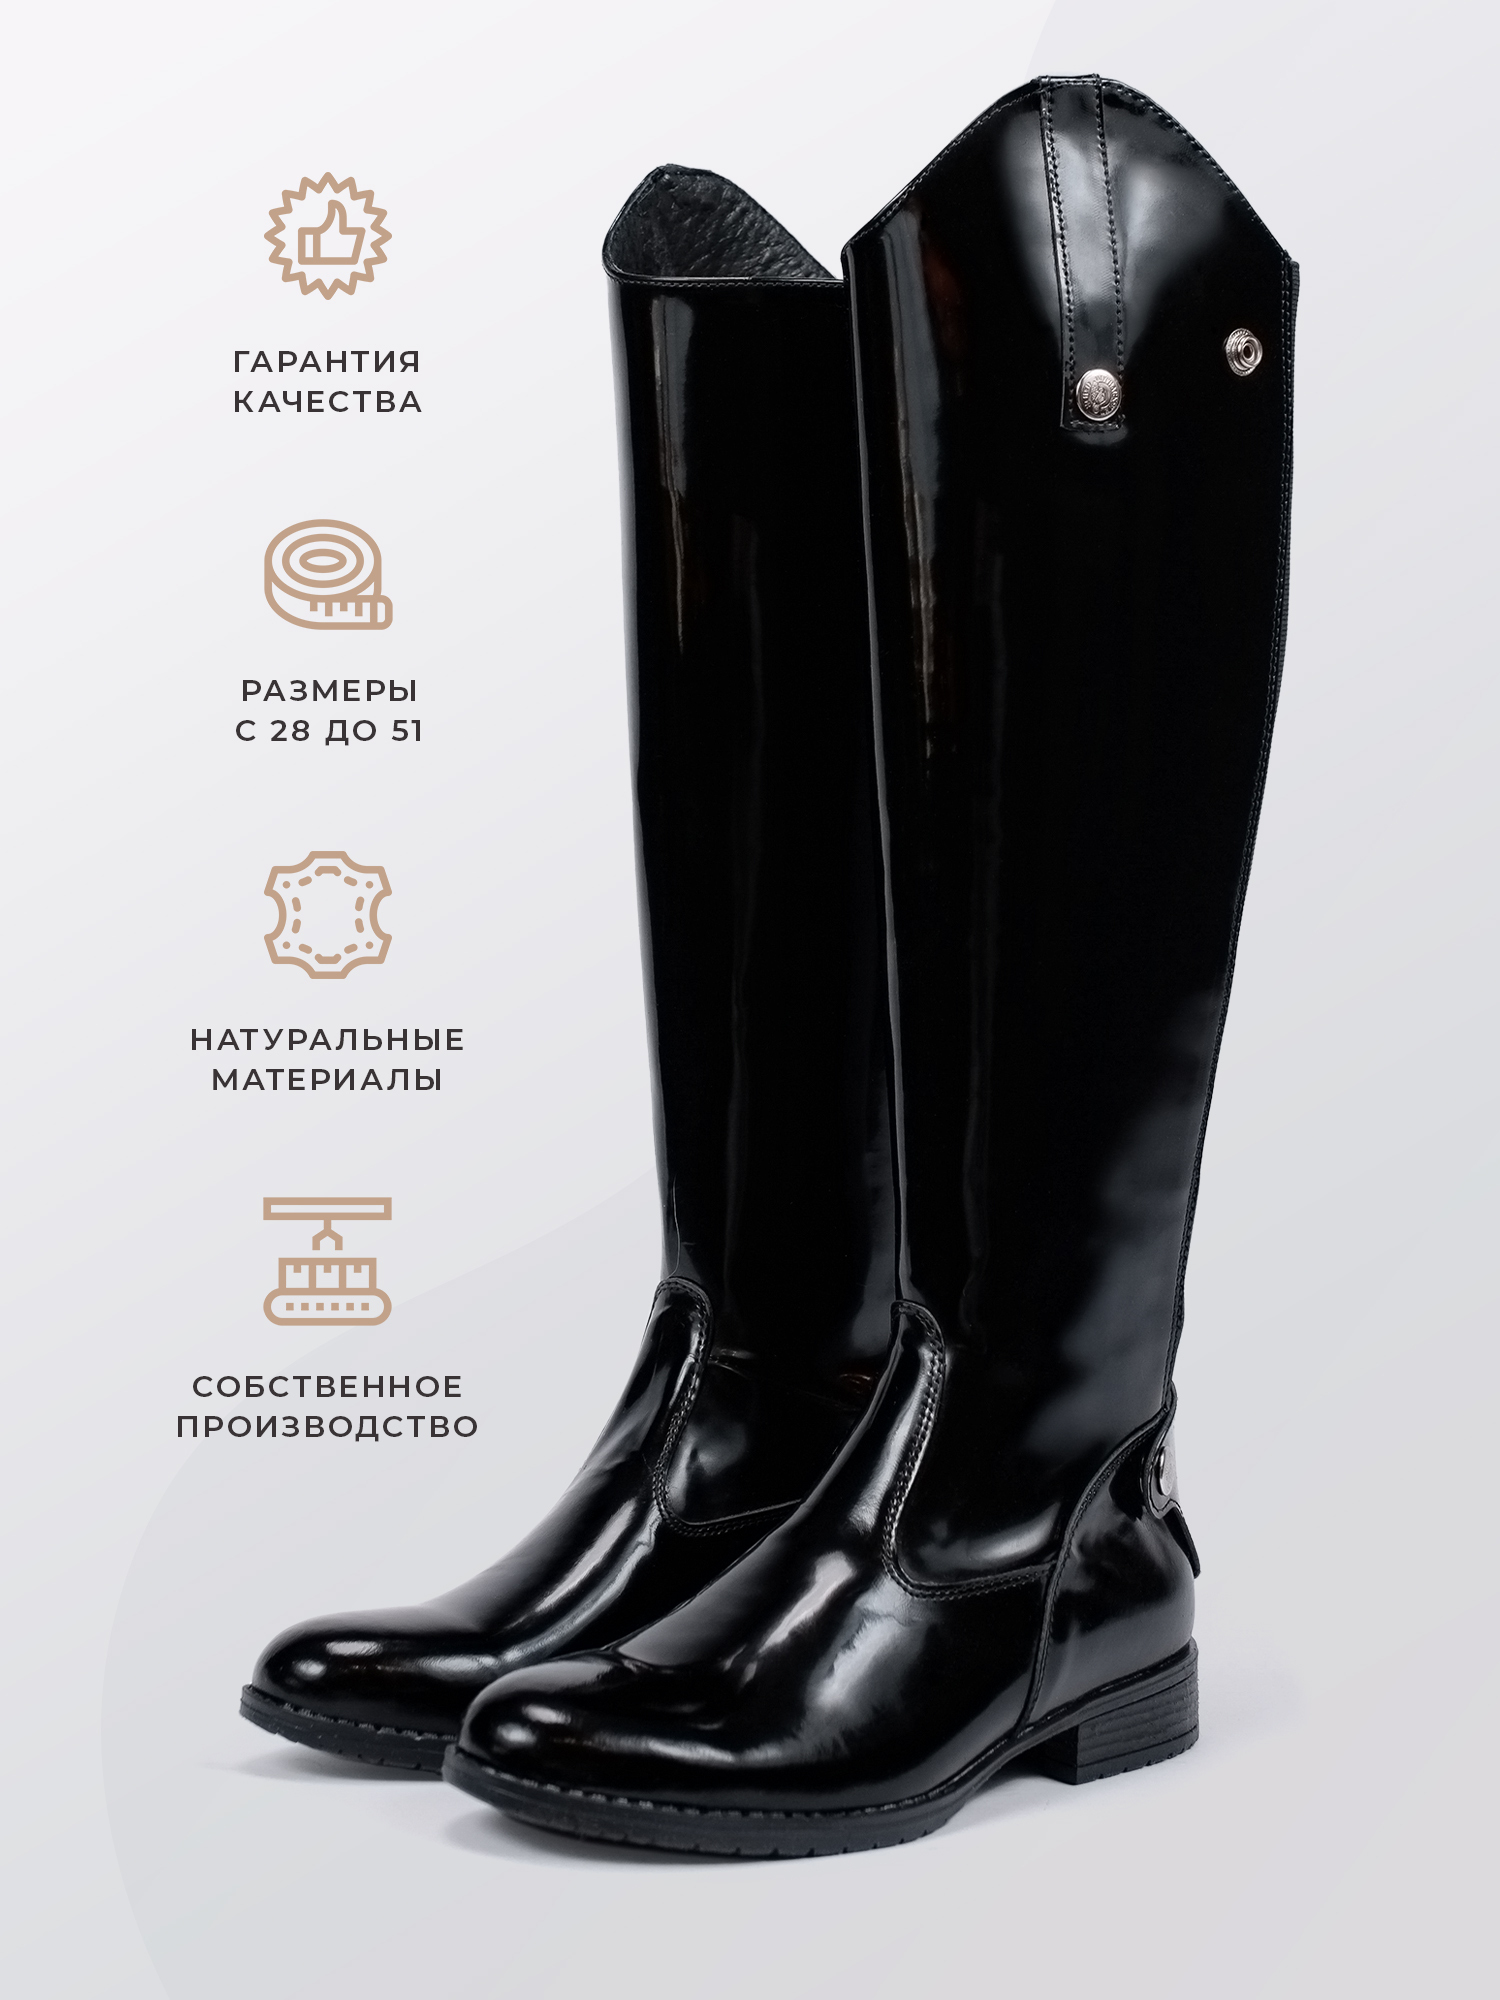 ГАРАНТИЯ
КАЧЕСТВА
РАЗМЕРЫ
С 28 ДО 51
НАТУРАЛЬНЫЕ
МАТЕРИАЛЫ
СОБСТВЕННОЕ
ПРОИЗВОДСТВО